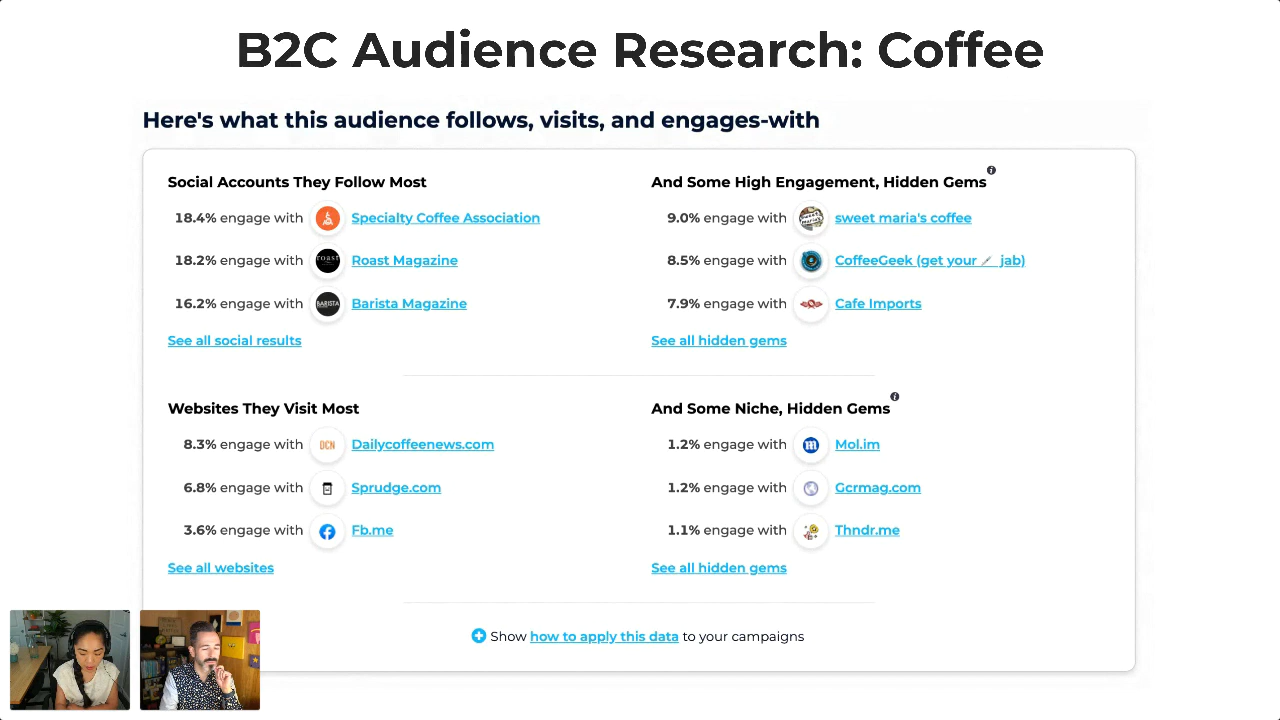 B2C Audience Research: Coffee
Here's what this audience follows, visits, and engages-with
Social Accounts They Follow Most
18.4% engage with Specialty Coffee Association
18.2% engage with roast Roast Magazine
16.2% engage with BARISTA Barista Magazine
See all social results
And Some High Engagement, Hidden Gems
9.0% engage with sweet maria's coffee
8.5% engage with CoffeeGeek (get your 💉 jab)
7.9% engage with Cafe Imports
See all hidden gems
Websites They Visit Most
8.3% engage with DCN Dailycoffeenews.com
6.8% engage with Sprudge.com
3.6% engage with Fb.me
See all websites
And Some Niche, Hidden Gems
1.2% engage with m Mol.im
1.2% engage with Gcrmag.com
1.1% engage with Thndr.me
See all hidden gems
Show how to apply this data to your campaigns